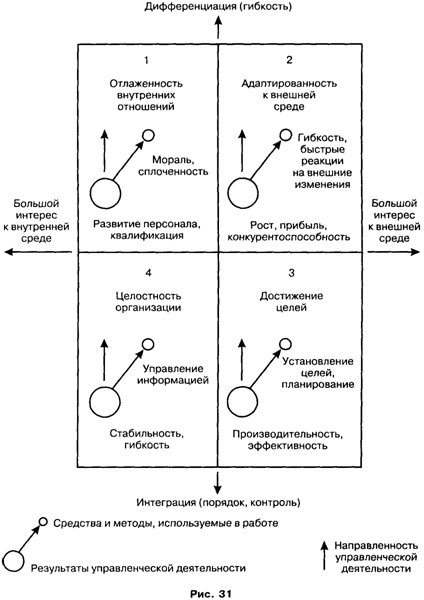 Дифференциация (гибкость)
1
Отлаженность
внутренних
отношений
Мораль,
сплоченность
Развитие персонала,
квалификация
2
Адаптированность
к внешней
среде
Гибкость,
быстрые
реакции
на внешние
изменения
Рост, прибыль,
конкурентоспособность
Большой
интерес
к внутренней
среде
Большой
интерес
к внешней
среде
4
Целостность
организации
Управление
информацией
Стабильность,
гибкость
3
Достижение
целей
Установление
целей,
планирование
Производительность,
эффективность
Интеграция (порядок, контроль)
Средства и методы, используемые в работе
Результаты управленческой деятельности
Направленность
управленческой
деятельности
Рис. 31